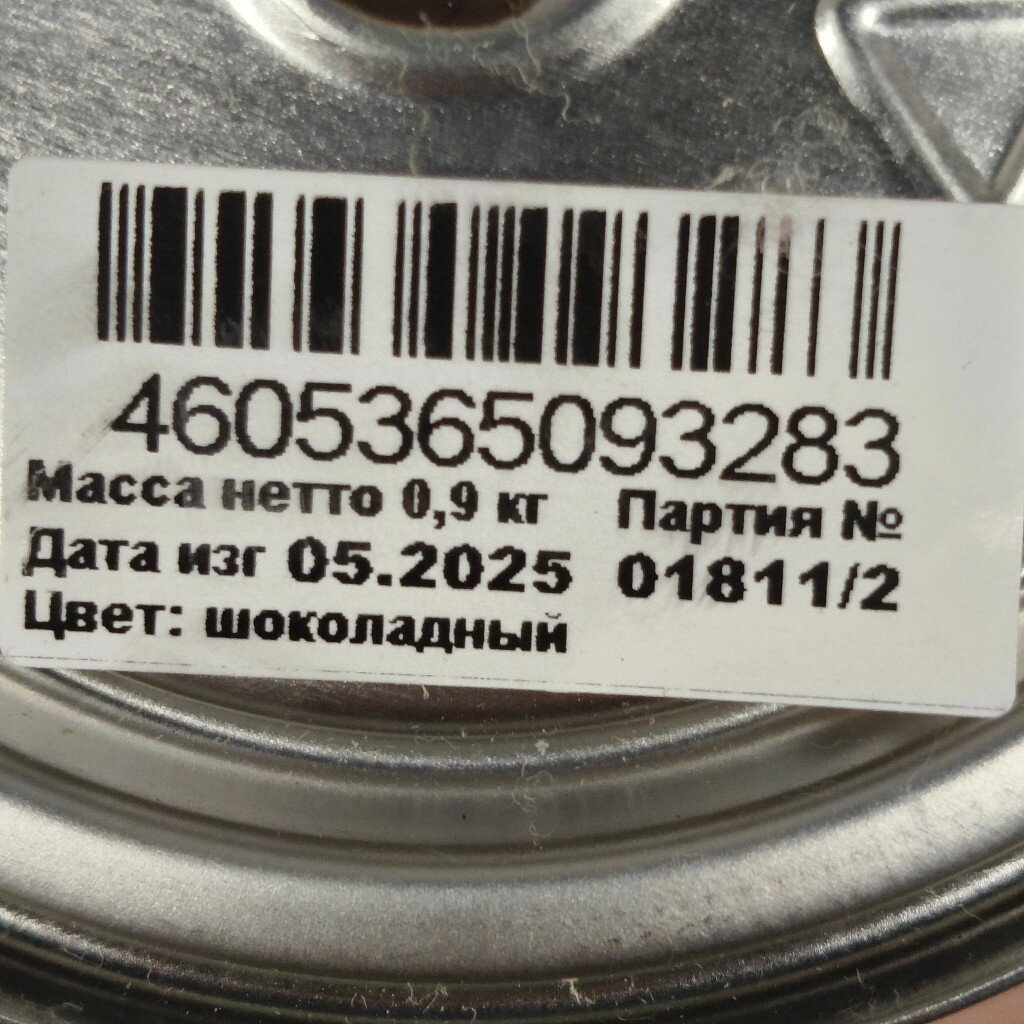 4605365093283
Масса нетто 0,9 кг Партия №
Дата изг 05.2025 01811/2
Цвет: шоколадный